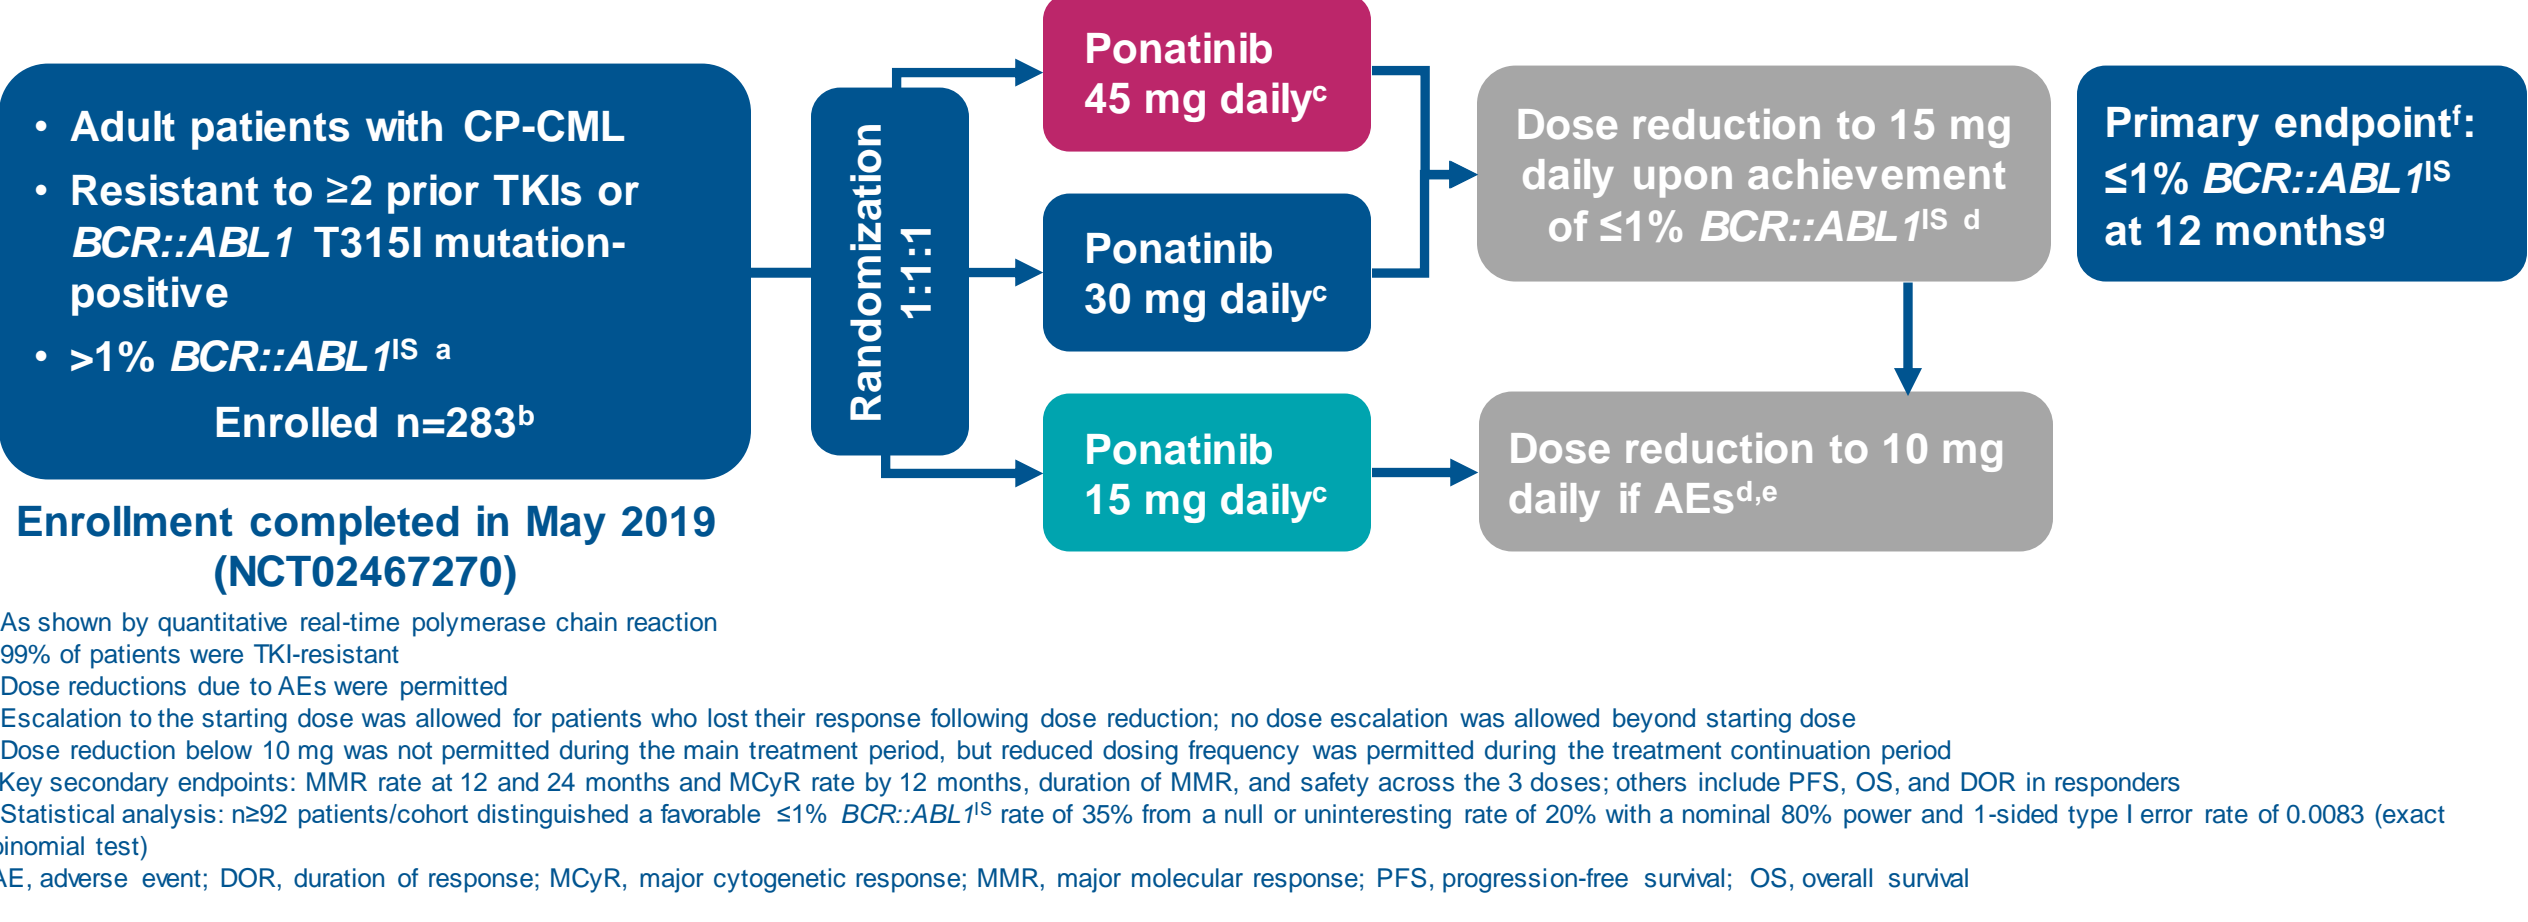 • Adult patients with CP-CML
• Resistant to ≥2 prior TKIs or
BCR::ABL1 T315I mutation-
positive
• >1% BCR::ABL1IS a
Enrolled n=283b
Enrollment completed in May 2019
(NCT02467270)
Randomization
1:1:1
Ponatinib
45 mg dailyc
Ponatinib
30 mg dailyc
Ponatinib
15 mg dailyc
Dose reduction to 15 mg
daily upon achievement
of ≤1% BCR::ABL1IS d
Dose reduction to 10 mg
daily if AEsd,e
Primary endpointf:
≤1% BCR::ABL1IS
at 12 monthsg
As shown by quantitative real-time polymerase chain reaction
99% of patients were TKI-resistant
Dose reductions due to AEs were permitted
Escalation to the starting dose was allowed for patients who lost their response following dose reduction; no dose escalation was allowed beyond starting dose
Dose reduction below 10 mg was not permitted during the main treatment period, but reduced dosing frequency was permitted during the treatment continuation period
Key secondary endpoints: MMR rate at 12 and 24 months and MCyR rate by 12 months, duration of MMR, and safety across the 3 doses; others include PFS, OS, and DOR in responders
Statistical analysis: n≥92 patients/cohort distinguished a favorable ≤1% BCR::ABL1IS rate of 35% from a null or uninteresting rate of 20% with a nominal 80% power and 1-sided type I error rate of 0.0083 (exact
binomial test)
AE, adverse event; DOR, duration of response; MCyR, major cytogenetic response; MMR, major molecular response; PFS, progression-free survival; OS, overall survival